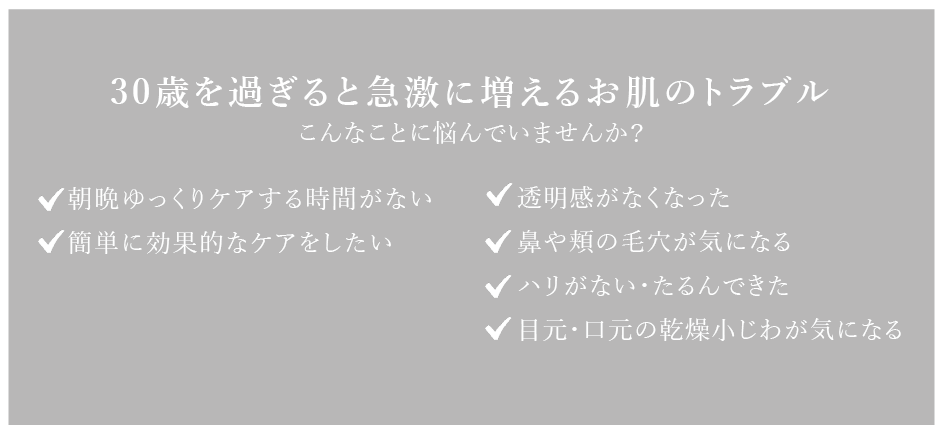 30歳を過ぎると急激に増えるお肌のトラブル
こんなことに悩んでいませんか?
朝晩ゆっくりケアする時間がない
簡単に効果的なケアをしたい
透明感がなくなった
鼻や頬の毛穴が気になる
ハリがない・たるんできた
目元・口元の乾燥小じわが気になる